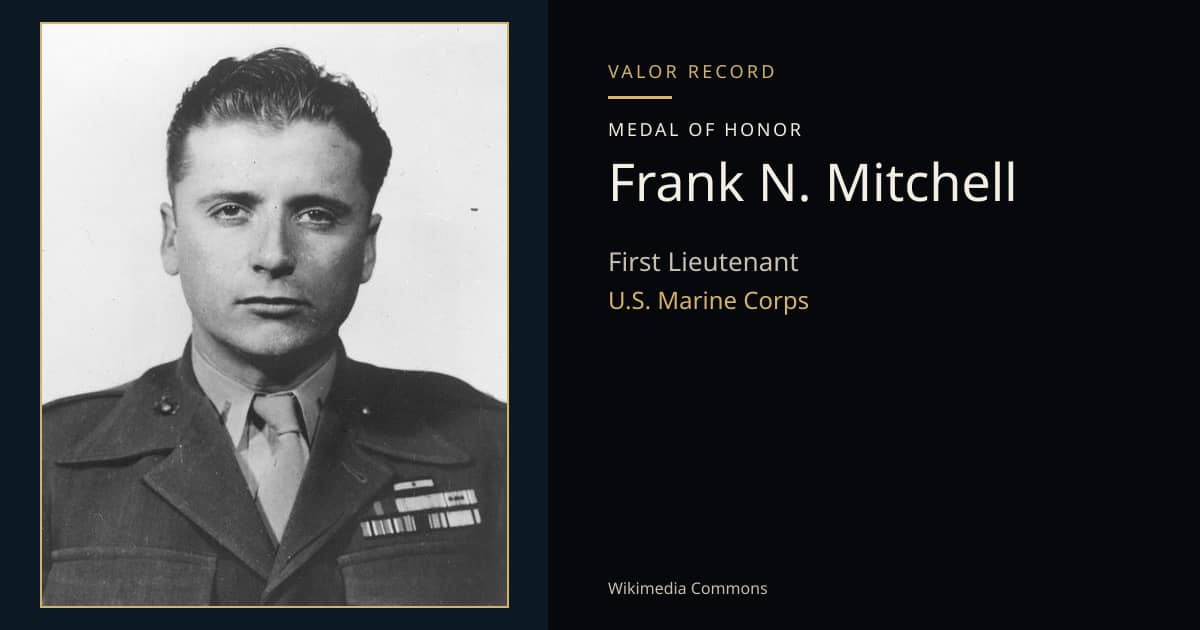 VALOR RECORD
MEDAL OF HONOR
Frank N. Mitchell
First Lieutenant
U.S. Marine Corps
Wikimedia Commons